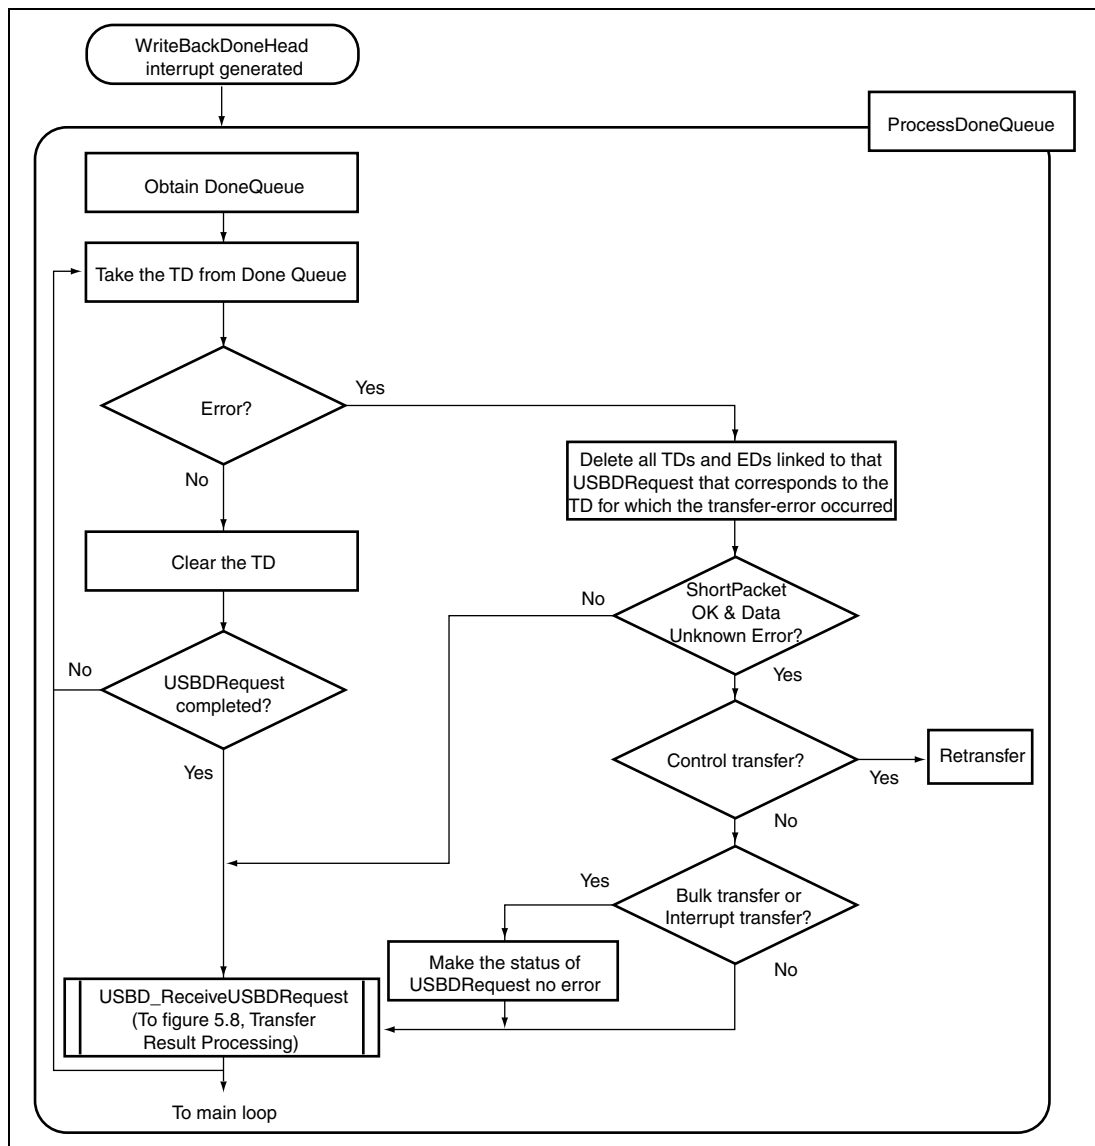 WriteBackDoneHead
interrupt generated
ProcessDoneQueue
Obtain DoneQueue
Take the TD from Done Queue
Error?
Yes
No
Delete all TDs and EDs linked to that
USBDRequest that corresponds to the
TD for which the transfer-error occurred
Clear the TD
ShortPacket
OK & Data
Unknown Error?
No
Yes
USBDRequest
completed?
No
Yes
Control transfer?
Yes
Retransfer
No
Bulk transfer or
Interrupt transfer?
Yes
No
Make the status of
USBDRequest no error
USBD_ReceiveUSBDRequest
(To figure 5.8, Transfer
Result Processing)
To main loop